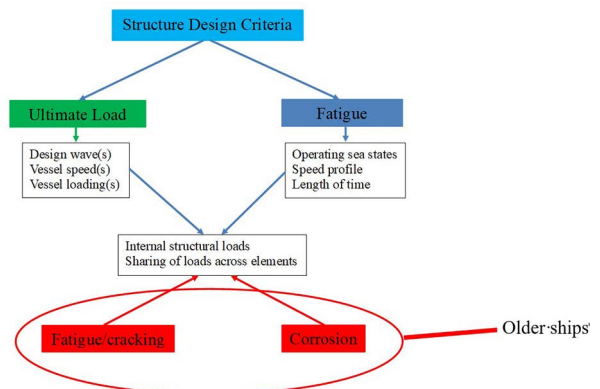 Structure Design Criteria
Ultimate Load
Fatigue
Design wave(s)
Vessel speed(s)
Vessel loading(s)
Operating sea states
Speed profile
Length of time
Internal structural loads
Sharing of loads across elements
Fatigue/cracking
Corrosion
Older·ships